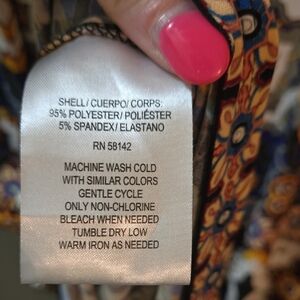 SHELL/ CUERPO/ CORPS:
95% POLYESTER/ POLIÉSTER
5% SPANDEX/ ELASTANO
RN 58142
MACHINE WASH COLD
WITH SIMILAR COLORS
GENTLE CYCLE
ONLY NON-CHLORINE
BLEACH WHEN NEEDED
TUMBLE DRY LOW
WARM IRON AS NEEDED